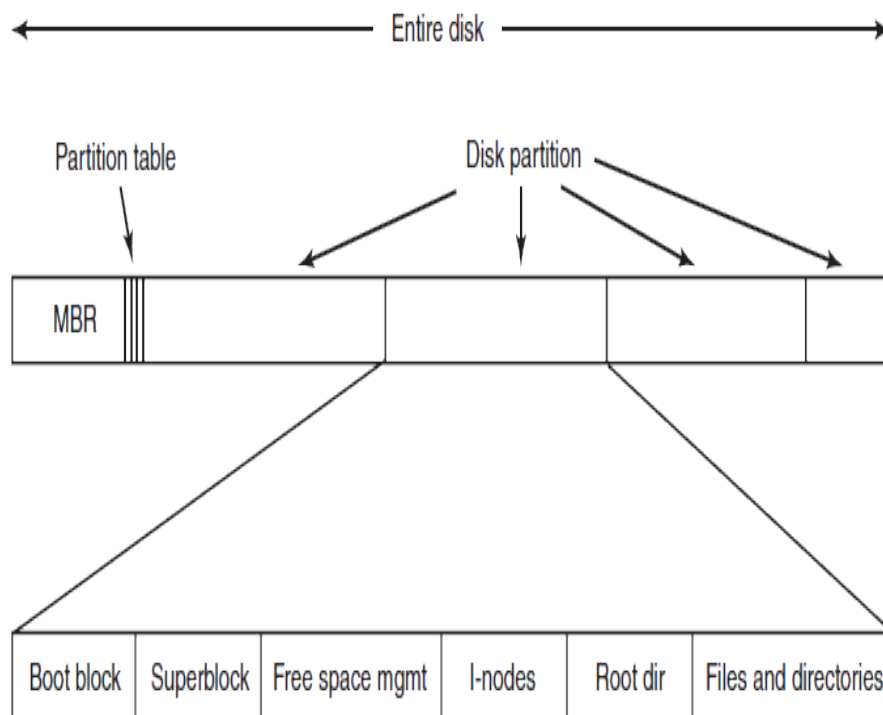 Entire disk
Partition table
Disk partition
MBR
Boot block
Superblock
Free space mgmt
I-nodes
Root dir
Files and directories